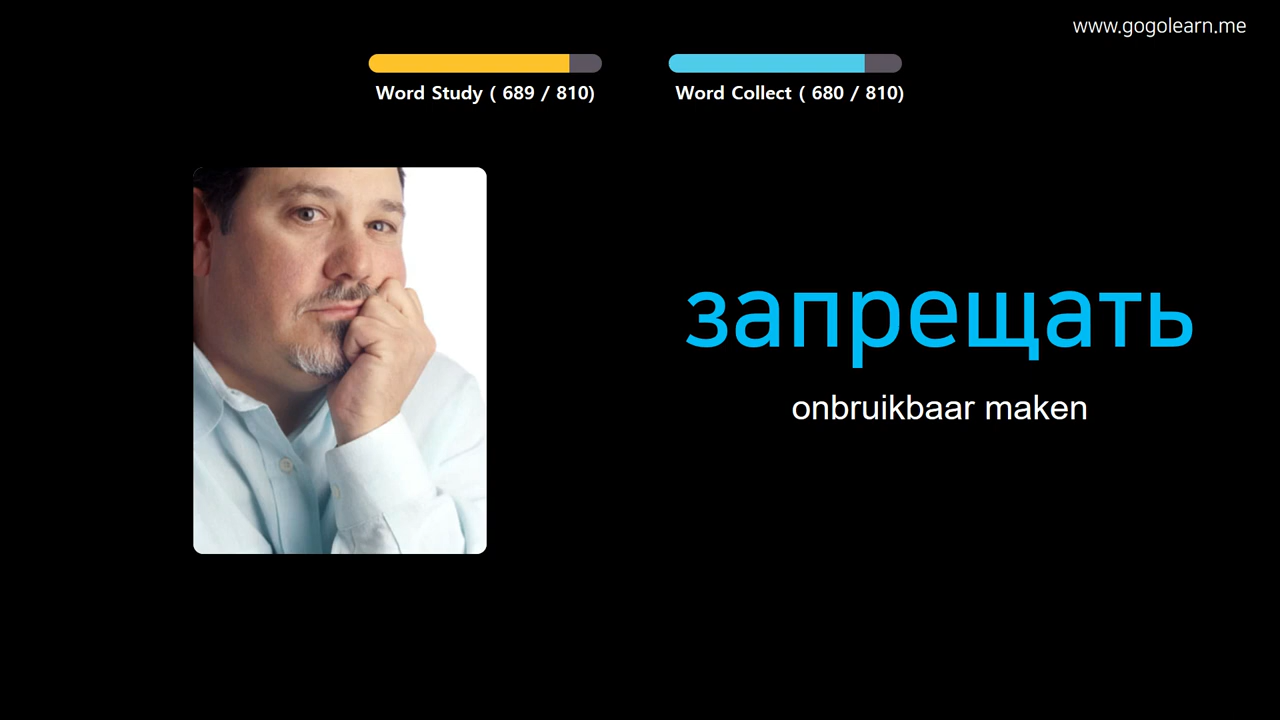 www.gogolearn.me
Word Study ( 689 / 810)
Word Collect ( 680 / 810)
запрещать
onbruikbaar maken